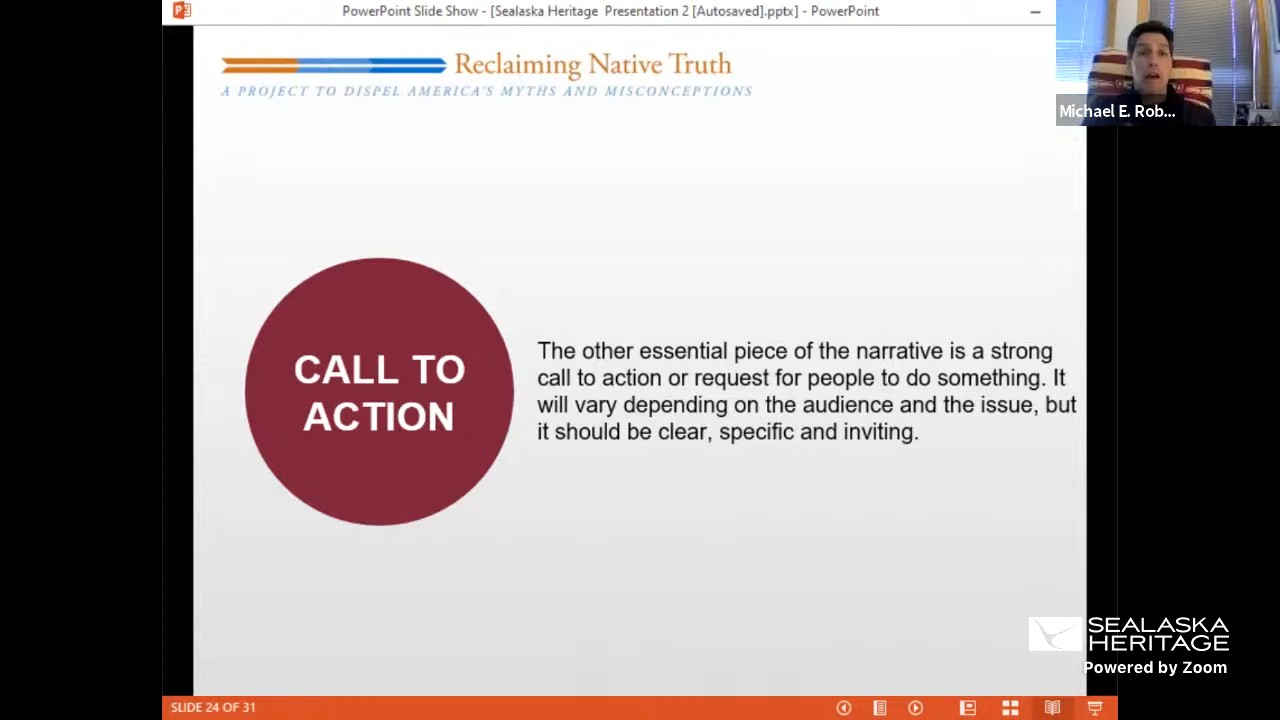 PowerPoint Slide Show - [Sealaska Heritage  Presentation 2 [Autosaved].pptx] - PowerPoint
Reclaiming Native Truth
A PROJECT TO DISPEL AMERICA'S MYTHS AND MISCONCEPTIONS
Michael E. Rob...
CALL TO
ACTION
The other essential piece of the narrative is a strong
call to action or request for people to do something. It
will vary depending on the audience and the issue, but
it should be clear, specific and inviting.
SEALASKA
HERITAGE
Powered by Zoom
SLIDE 24 OF 31